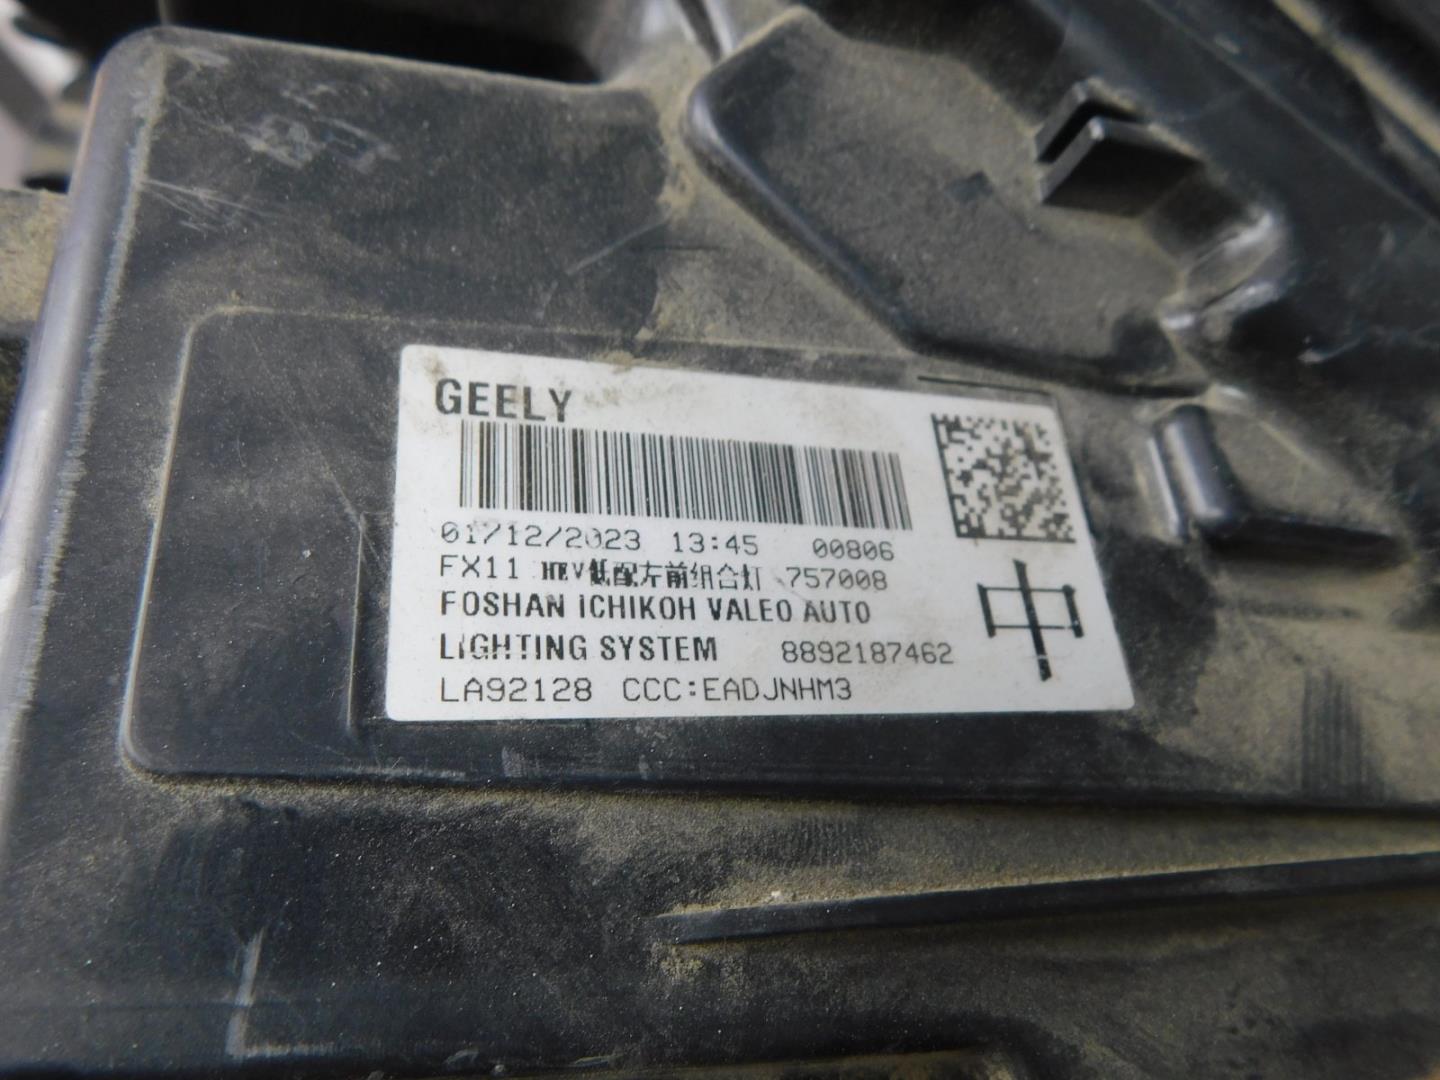 GEELY
01/12/2023 13:45 00806
FX11 HEV低配左前组合灯 757008
FOSHAN ICHIKOH VALEO AUTO
LIGHTING SYSTEM 8892187462
LA92128 CCC:EADJNHM3
中